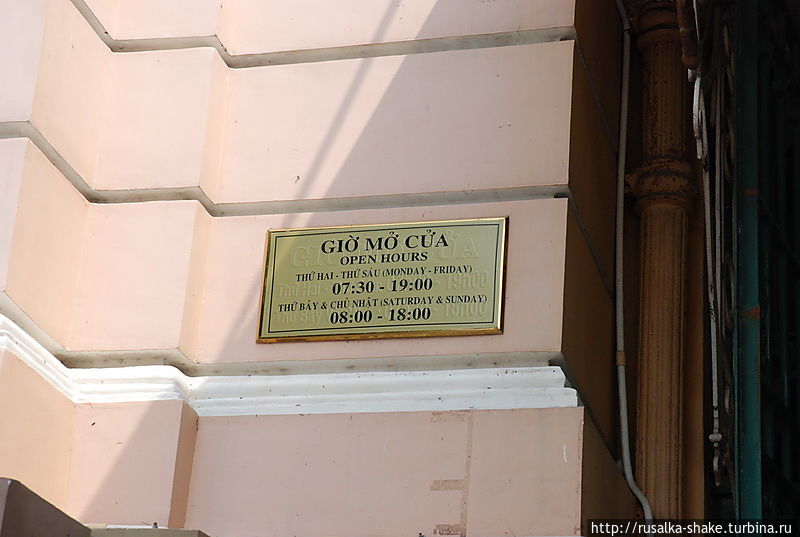 GIỜ MỞ CỬA
OPEN HOURS
THỨ HAI - THỨ SÁU (MONDAY - FRIDAY)
07:30 - 19:00
THỨ BẢY & CHỦ NHẬT (SATURDAY & SUNDAY)
08:00 - 18:00
http://rusalka-shake.turbina.ru